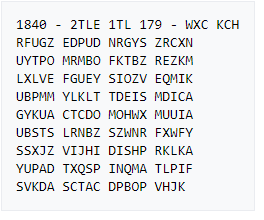 1840 - 2TLE 1TL 179 - WXC KCH
RFUGZ EDPUD NRGYS ZRCXN
UYTPO MRMBO FKTBZ REZKM
LXLVE FGUEY SIOZV EQMIK
UBPMM YLKLT TDEIS MDICA
GYKUA CTCDO MOHWX MUUIA
UBSTS LRNBZ SZWNR FXWFY
SSXJZ VIJHI DISHP RKLKA
YUPAD TXQSP INQMA TLPIF
SVKDA SCTAC DPBOP VHJK